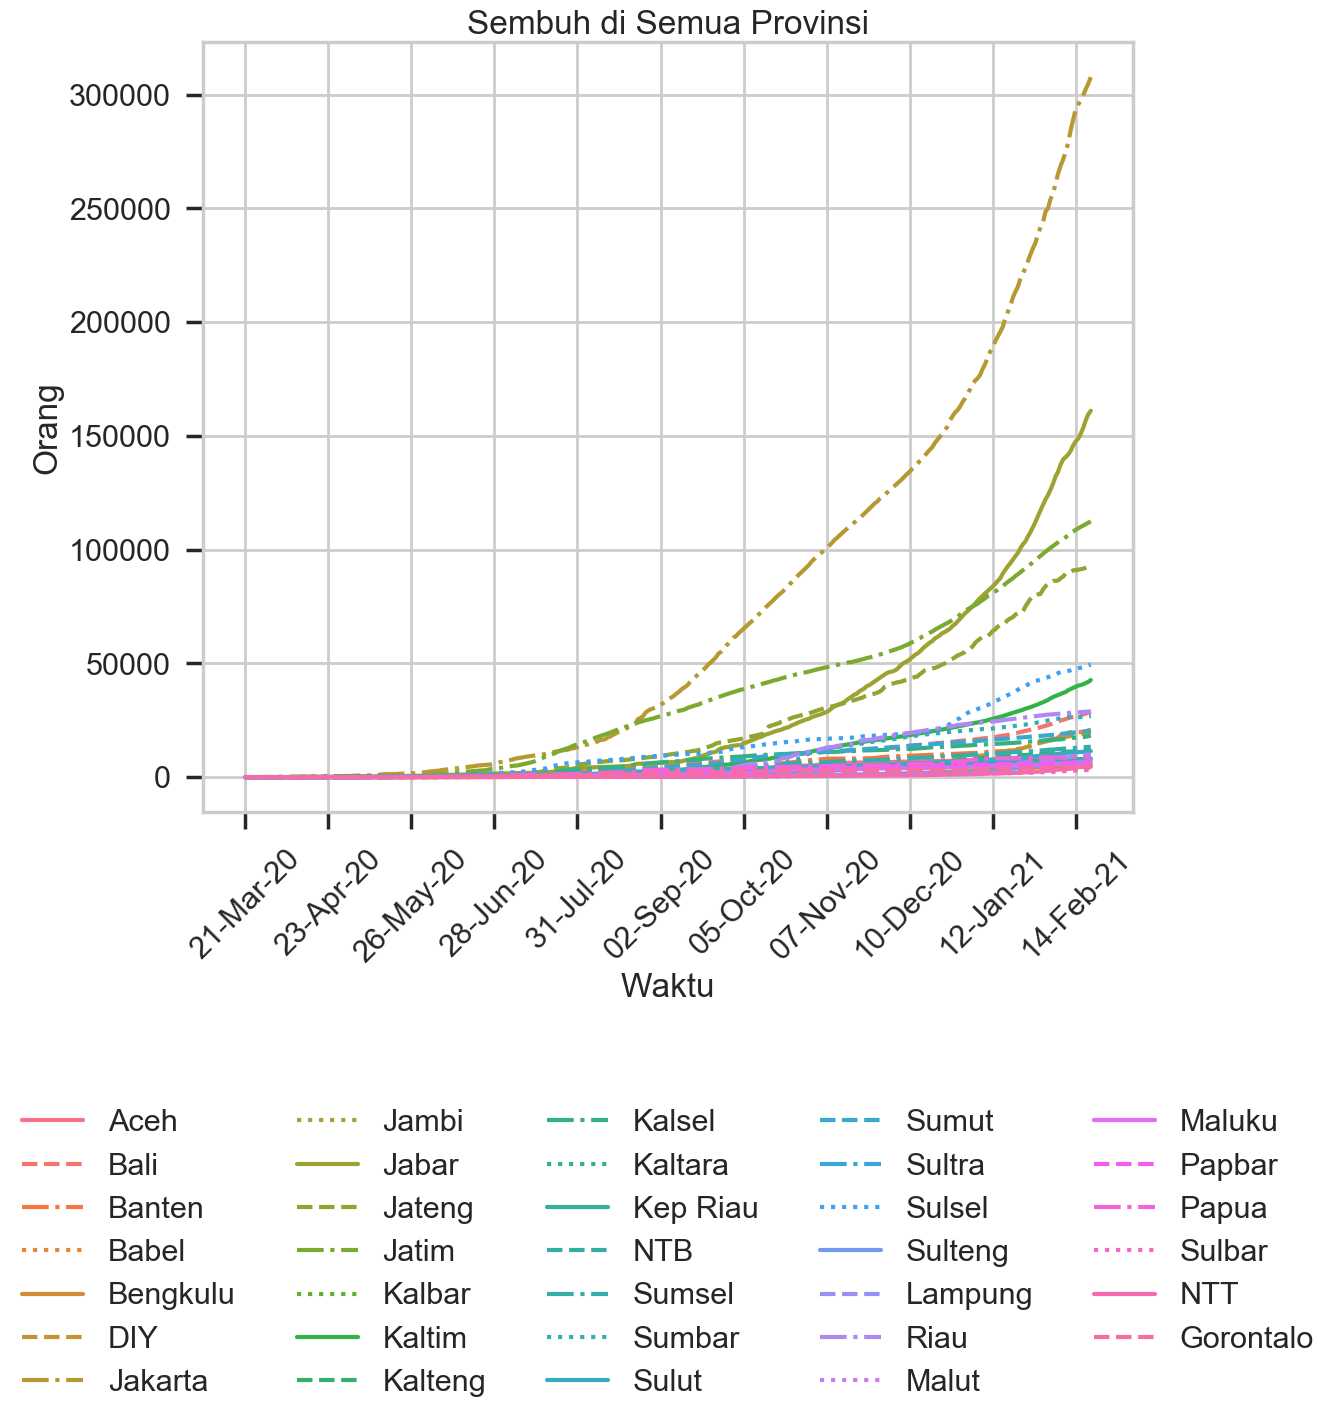 Sembuh di Semua Provinsi
300000
250000
200000
150000
100000
50000
0
Orang
21-Mar-20
23-Apr-20
26-May-20
28-Jun-20
31-Jul-20
02-Sep-20
05-Oct-20
07-Nov-20
10-Dec-20
12-Jan-21
14-Feb-21
Waktu
Aceh
Bali
Banten
Babel
Bengkulu
DIY
Jakarta
Jambi
Jabar
Jateng
Jatim
Kalbar
Kaltim
Kalteng
Kalsel
Kaltara
Kep Riau
NTB
Sumsel
Sumbar
Sulut
Sumut
Sultra
Sulsel
Sulteng
Lampung
Riau
Malut
Maluku
Papbar
Papua
Sulbar
NTT
Gorontalo